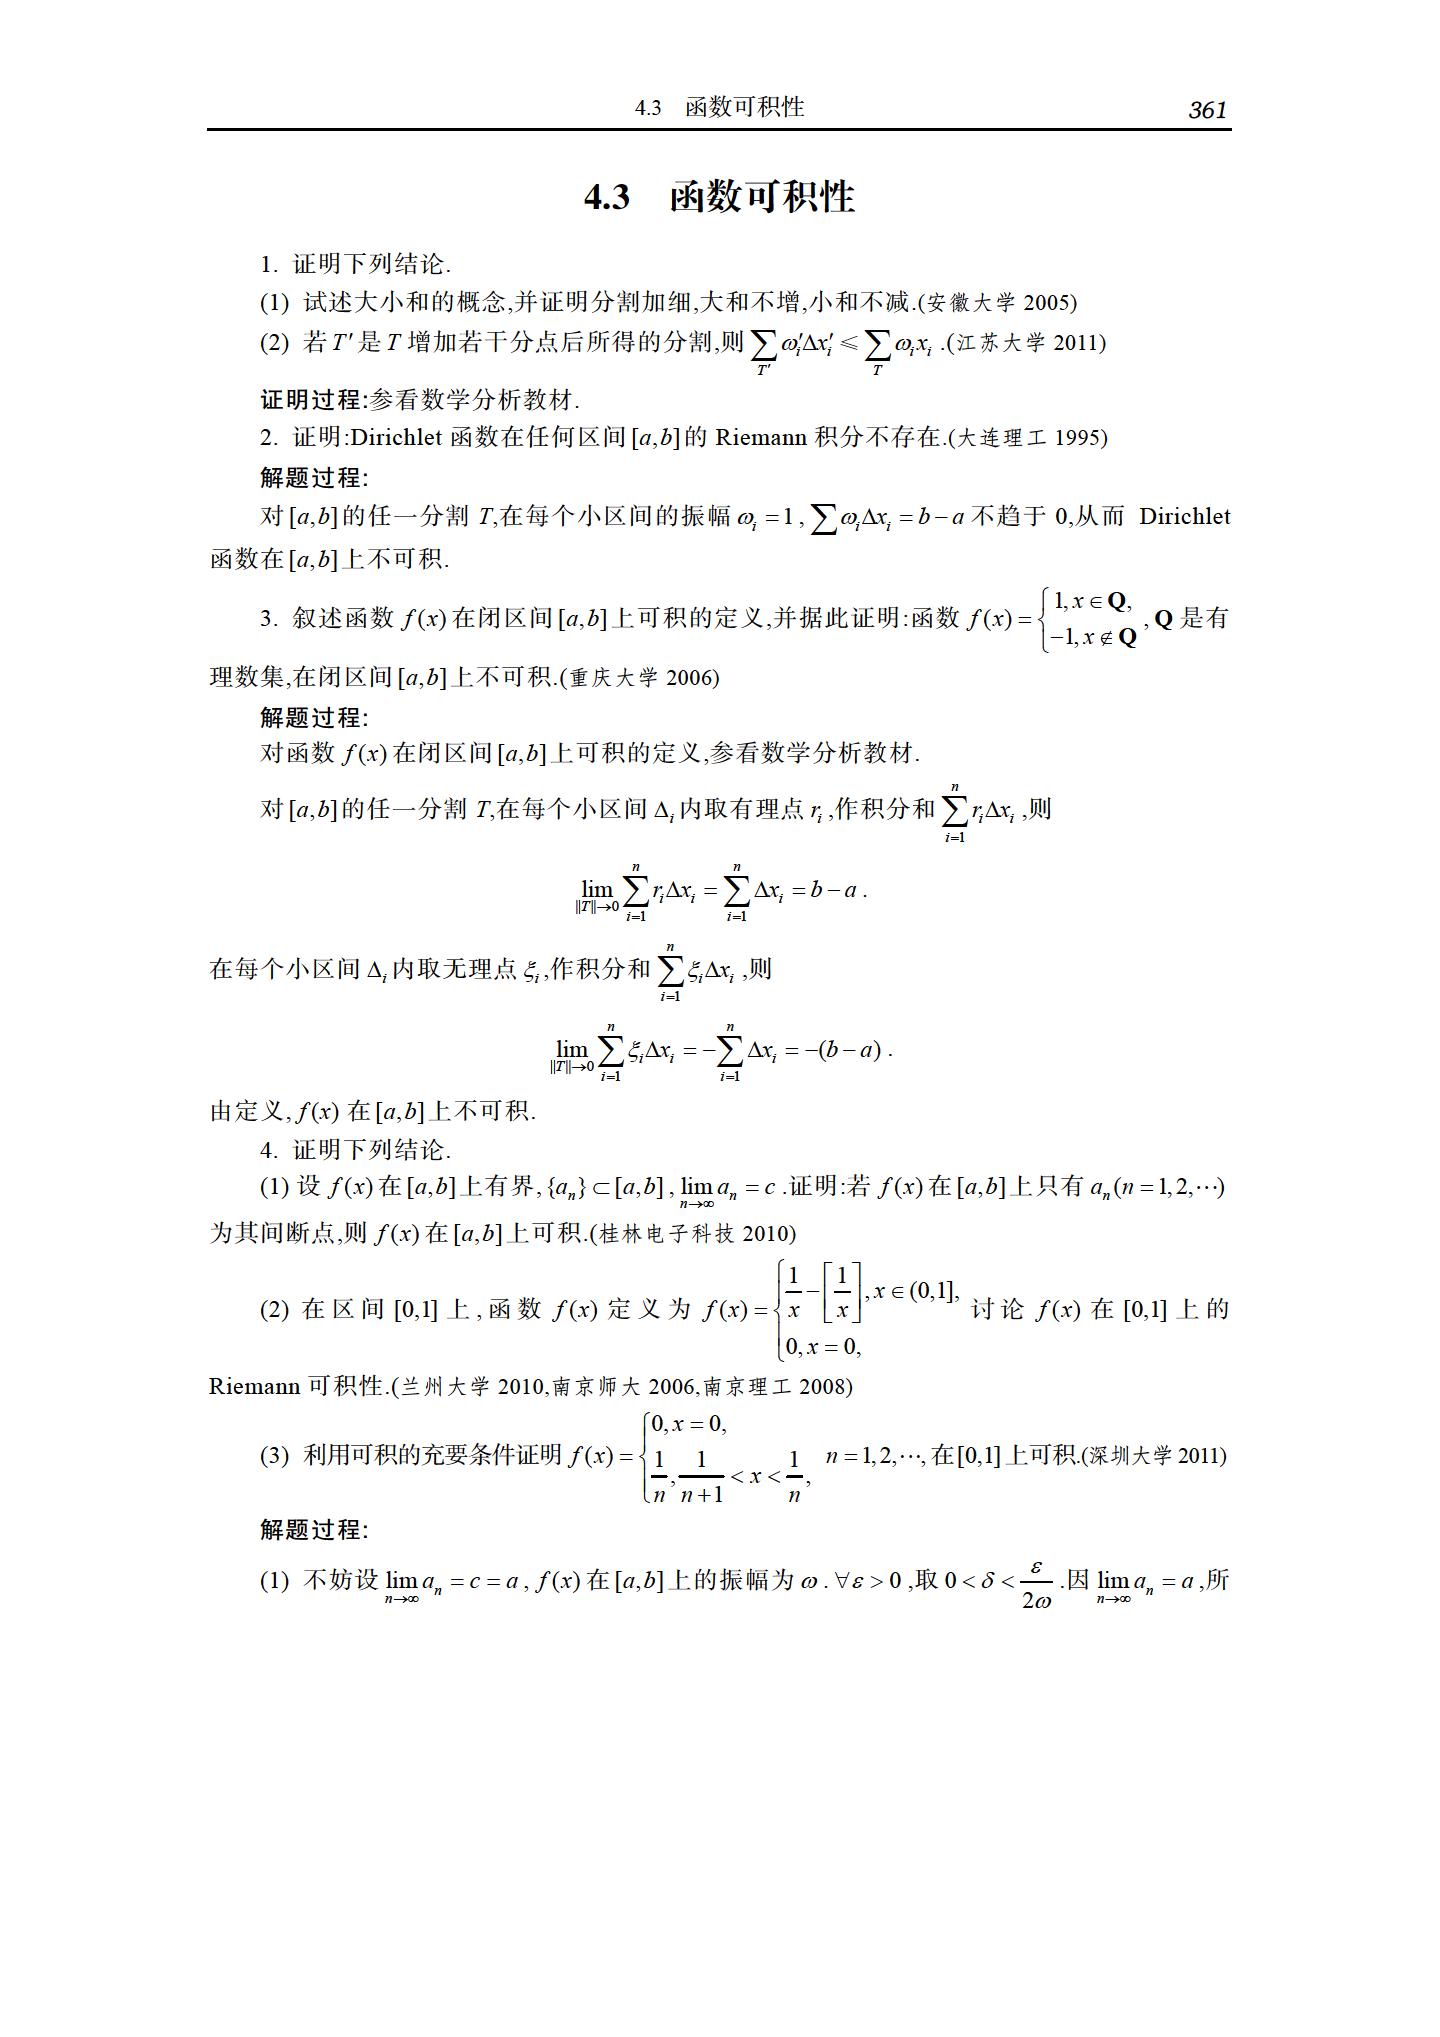 4.3 函数可积性 361
4.3 函数可积性
1. 证明下列结论.
(1) 试述大小和的概念,并证明分割加细,大和不增,小和不减.(安徽大学 2005)
(2) 若 T′ 是 T 增加若干分点后所得的分割,则 $\sum_{T'} \omega_i' \Delta x_i' \leqslant \sum_{T} \omega_i x_i$ .(江苏大学 2011)
证明过程:参看数学分析教材.
2. 证明:Dirichlet 函数在任何区间 [a,b] 的 Riemann 积分不存在.(大连理工 1995)
解题过程:
对 [a,b] 的任一分割 T,在每个小区间的振幅 $\omega_i = 1$ , $\sum \omega_i \Delta x_i = b - a$ 不趋于 0,从而 Dirichlet
函数在 [a,b] 上不可积.
3. 叙述函数 f(x) 在闭区间 [a,b] 上可积的定义,并据此证明:函数 $f(x) = \begin{cases} 1, x \in \mathbf{Q}, \\ -1, x \notin \mathbf{Q} \end{cases}$ , $\mathbf{Q}$ 是有
理数集,在闭区间 [a,b] 上不可积.(重庆大学 2006)
解题过程:
对函数 f(x) 在闭区间 [a,b] 上可积的定义,参看数学分析教材.
对 [a,b] 的任一分割 T,在每个小区间 $\Delta_i$ 内取有理点 $r_i$ ,作积分和 $\sum_{i=1}^{n} r_i \Delta x_i$ ,则
$\lim_{\|T\| \to 0} \sum_{i=1}^{n} r_i \Delta x_i = \sum_{i=1}^{n} \Delta x_i = b - a$ .
在每个小区间 $\Delta_i$ 内取无理点 $\xi_i$ ,作积分和 $\sum_{i=1}^{n} \xi_i \Delta x_i$ ,则
$\lim_{\|T\| \to 0} \sum_{i=1}^{n} \xi_i \Delta x_i = -\sum_{i=1}^{n} \Delta x_i = -(b - a)$ .
由定义, f(x) 在 [a,b] 上不可积.
4. 证明下列结论.
(1) 设 f(x) 在 [a,b] 上有界, $\{a_n\} \subset [a,b]$ , $\lim_{n \to \infty} a_n = c$ .证明:若 f(x) 在 [a,b] 上只有 $a_n (n = 1, 2, \cdots)$
为其间断点,则 f(x) 在 [a,b] 上可积.(桂林电子科技 2010)
(2) 在区间 [0,1] 上,函数 f(x) 定义为 $f(x) = \begin{cases} \frac{1}{x} - \left[\frac{1}{x}\right], x \in (0,1], \\ 0, x = 0, \end{cases}$ 讨论 f(x) 在 [0,1] 上的
Riemann 可积性.(兰州大学 2010,南京师大 2006,南京理工 2008)
(3) 利用可积的充要条件证明 $f(x) = \begin{cases} 0, x = 0, \\ \frac{1}{n}, \frac{1}{n+1} < x < \frac{1}{n}, \end{cases}$ $n = 1, 2, \cdots,$ 在 [0,1] 上可积.(深圳大学 2011)
解题过程:
(1) 不妨设 $\lim_{n \to \infty} a_n = c = a$ , f(x) 在 [a,b] 上的振幅为 $\omega$ . $\forall \varepsilon > 0$ ,取 $0 < \delta < \frac{\varepsilon}{2\omega}$ .因 $\lim_{n \to \infty} a_n = a$ ,所